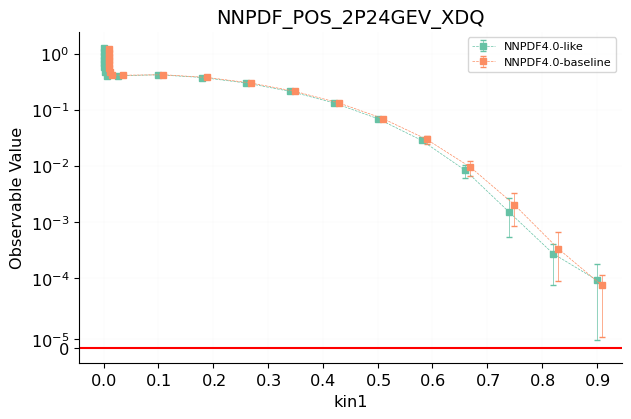 NNPDF_POS_2P24GEV_XDQ
NNPDF4.0-like
NNPDF4.0-baseline
Observable Value
10⁰
10⁻¹
10⁻²
10⁻³
10⁻⁴
10⁻⁵
0
0.0 0.1 0.2 0.3 0.4 0.5 0.6 0.7 0.8 0.9
kin1